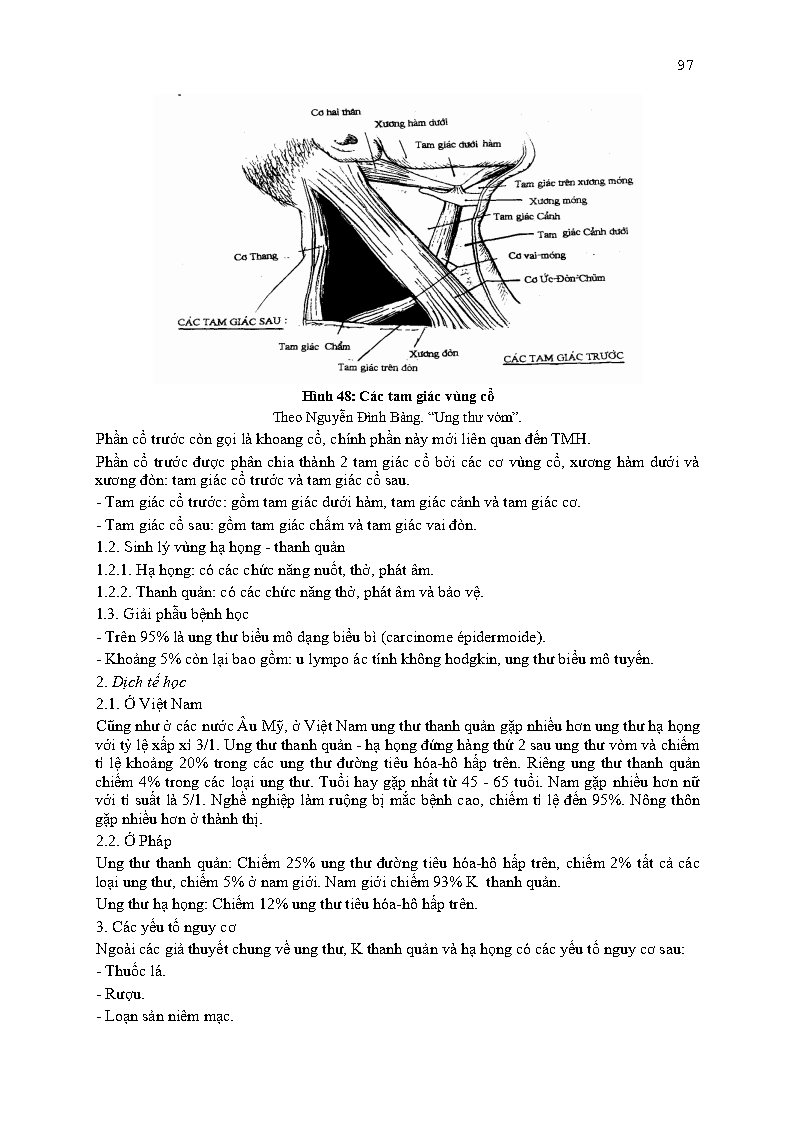 97
Cơ hai thân
Xương hàm dưới
Tam giác dưới hàm
Tam giác trên xương móng
Xương móng
Tam giác Cảnh
Tam giác Cảnh dưới
Cơ Thang
Cơ vai-móng
Cơ Ức-Đòn-Chũm
CÁC TAM GIÁC SAU :
Tam giác Chẩm
Xương đòn
CÁC TAM GIÁC TRƯỚC
Tam giác trên đòn
Hình 48: Các tam giác vùng cổ
Theo Nguyễn Đình Bảng. “Ung thư vòm”.
Phần cổ trước còn gọi là khoang cổ, chính phần này mới liên quan đến TMH.
Phần cổ trước được phân chia thành 2 tam giác cổ bởi các cơ vùng cổ, xương hàm dưới và
xương đòn: tam giác cổ trước và tam giác cổ sau.
- Tam giác cổ trước: gồm tam giác dưới hàm, tam giác cảnh và tam giác cơ.
- Tam giác cổ sau: gồm tam giác chẩm và tam giác vai đòn.
1.2. Sinh lý vùng hạ họng - thanh quản
1.2.1. Hạ họng: có các chức năng nuốt, thở, phát âm.
1.2.2. Thanh quản: có các chức năng thở, phát âm và bảo vệ.
1.3. Giải phẫu bệnh học
- Trên 95% là ung thư biểu mô dạng biểu bì (carcinome épidermoide).
- Khoảng 5% còn lại bao gồm: u lympo ác tính không hodgkin, ung thư biểu mô tuyến.
2. Dịch tễ học
2.1. Ở Việt Nam
Cũng như ở các nước Âu Mỹ, ở Việt Nam ung thư thanh quản gặp nhiều hơn ung thư hạ họng
với tỷ lệ xấp xỉ 3/1. Ung thư thanh quản - hạ họng đứng hàng thứ 2 sau ung thư vòm và chiếm
tỉ lệ khoảng 20% trong các ung thư đường tiêu hóa-hô hấp trên. Riêng ung thư thanh quản
chiếm 4% trong các loại ung thư. Tuổi hay gặp nhất từ 45 - 65 tuổi. Nam gặp nhiều hơn nữ
với tỉ suất là 5/1. Nghề nghiệp làm ruộng bị mắc bệnh cao, chiếm tỉ lệ đến 95%. Nông thôn
gặp nhiều hơn ở thành thị.
2.2. Ở Pháp
Ung thư thanh quản: Chiếm 25% ung thư đường tiêu hóa-hô hấp trên, chiếm 2% tất cả các
loại ung thư, chiếm 5% ở nam giới. Nam giới chiếm 93% K thanh quản.
Ung thư hạ họng: Chiếm 12% ung thư tiêu hóa-hô hấp trên.
3. Các yếu tố nguy cơ
Ngoài các giả thuyết chung về ung thư, K thanh quản và hạ họng có các yếu tố nguy cơ sau:
- Thuốc lá.
- Rượu.
- Loạn sản niêm mạc.